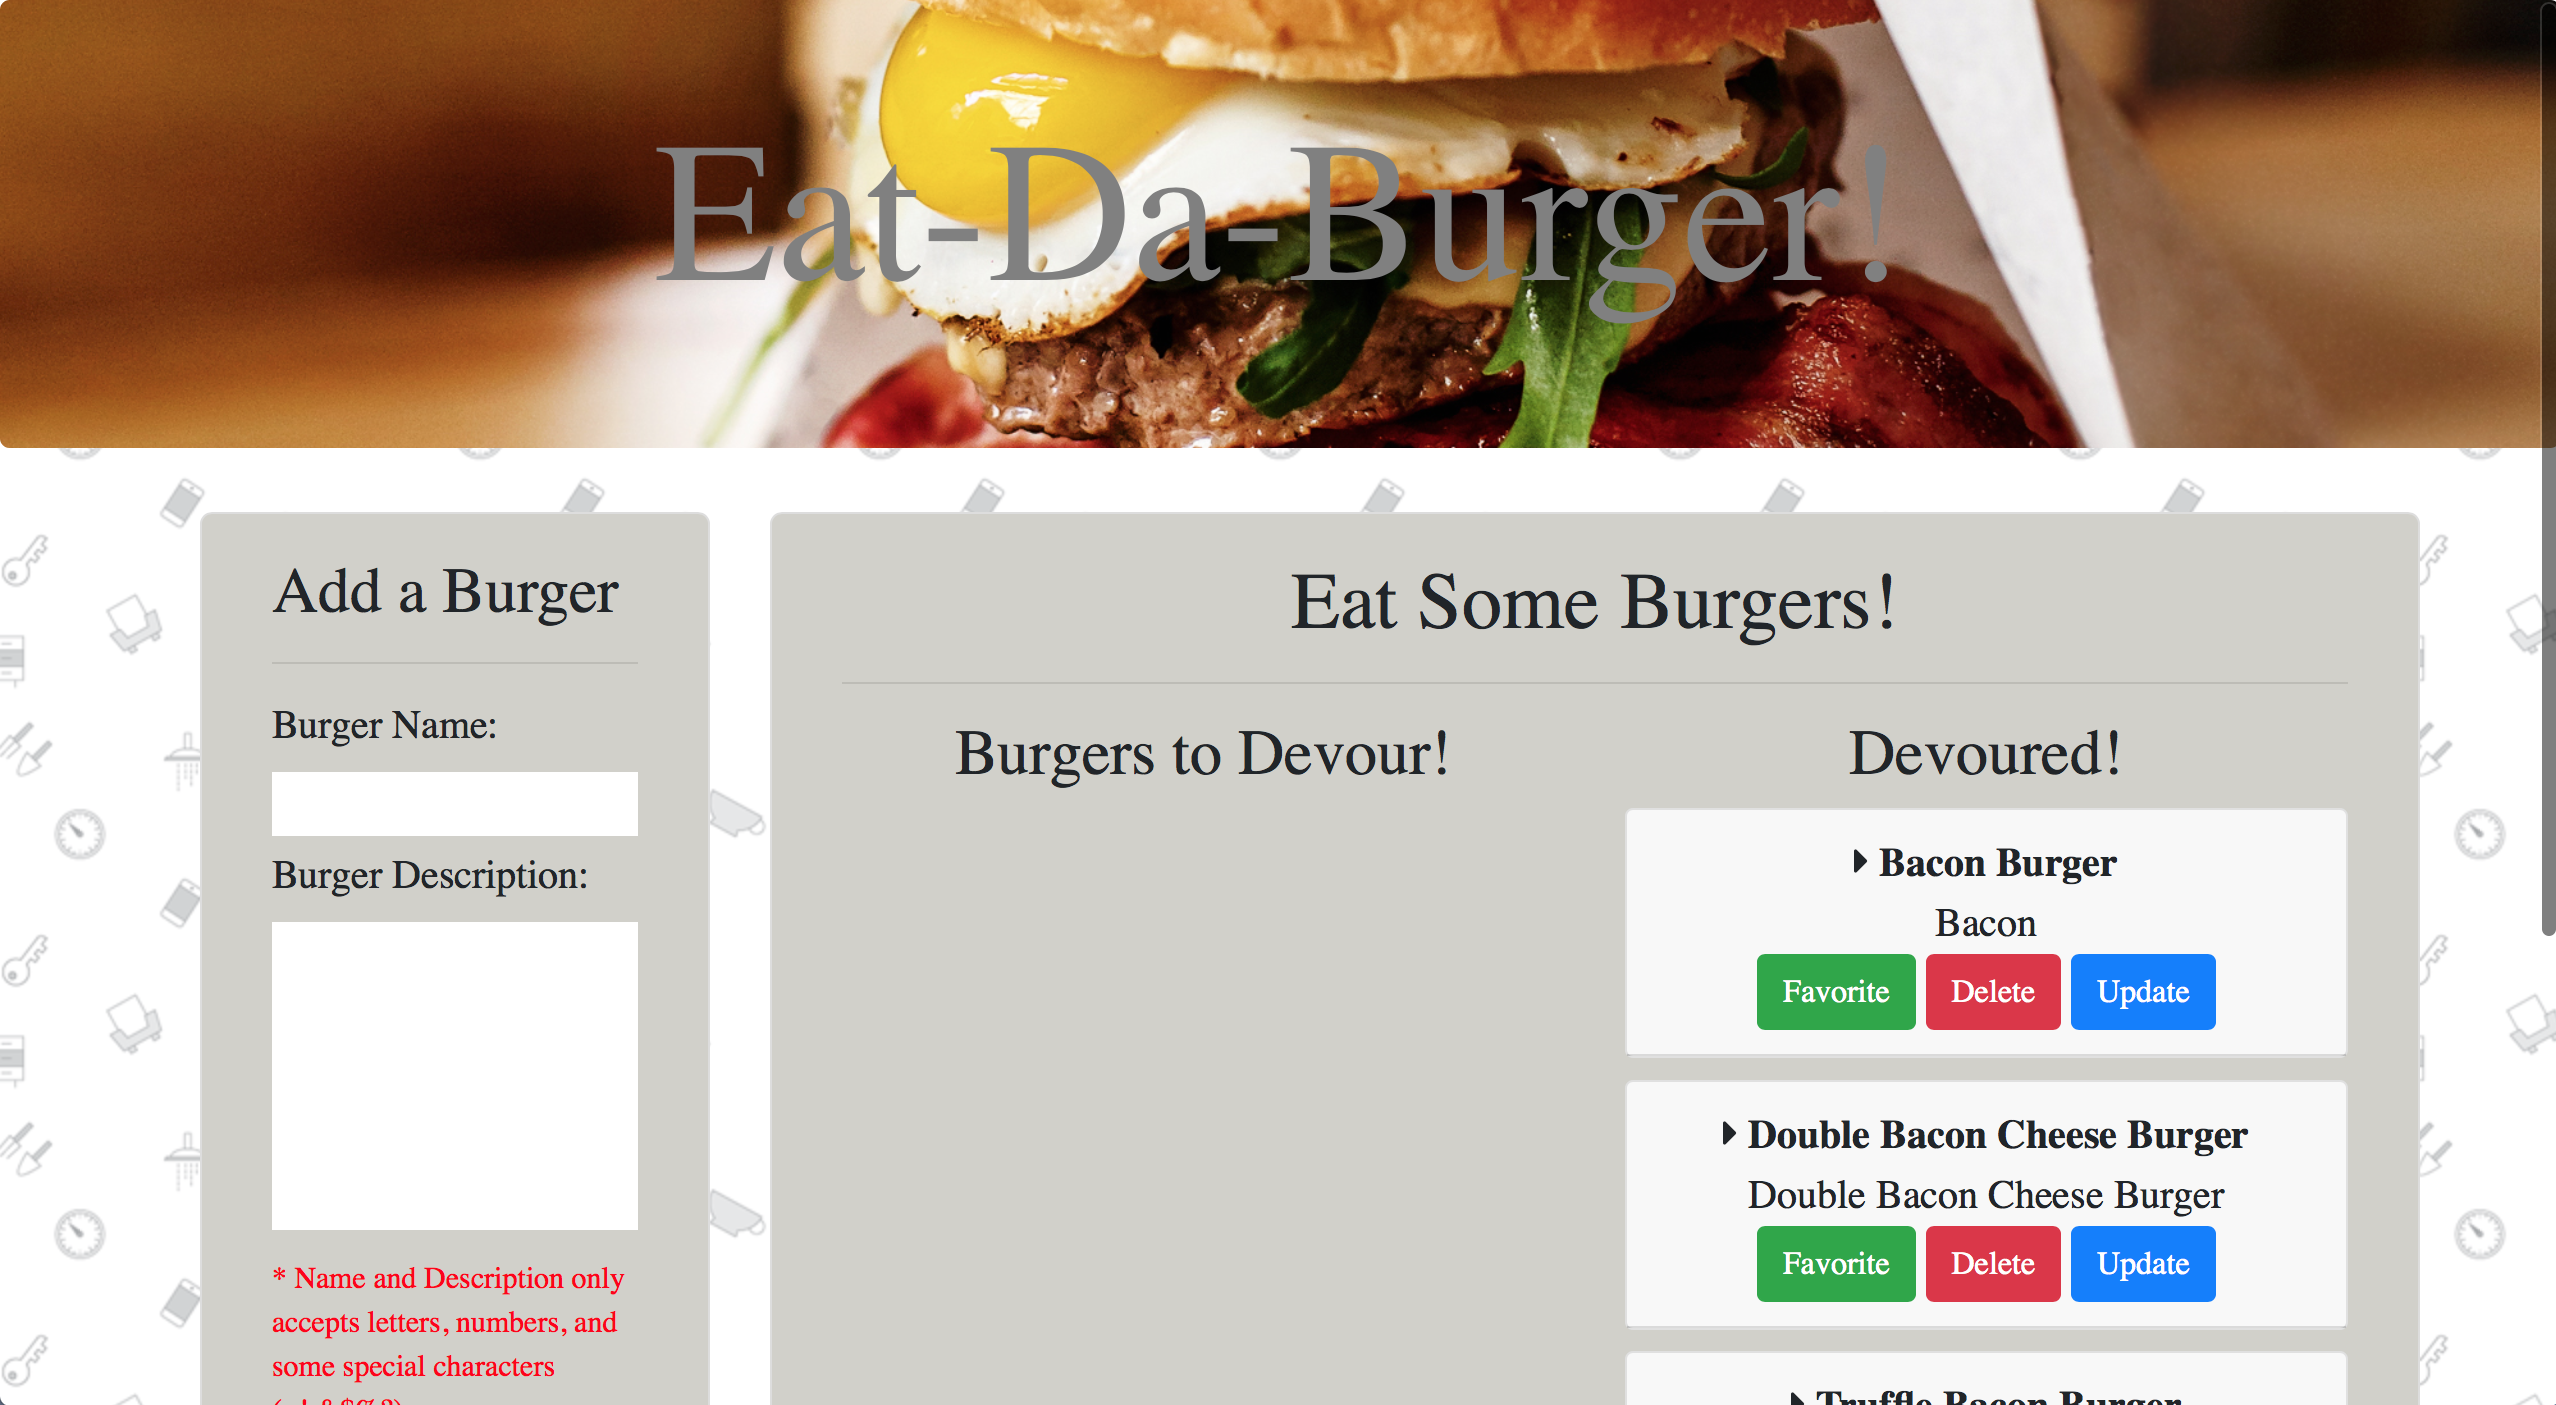 Eat-Da-Burger!
Add a Burger
Burger Name:
Burger Description:
* Name and Description only
accepts letters, numbers, and
some special characters
Eat Some Burgers!
Burgers to Devour!
Devoured!
Bacon Burger
Bacon
Favorite Delete Update
Double Bacon Cheese Burger
Double Bacon Cheese Burger
Favorite Delete Update
Truffle Bacon Burger